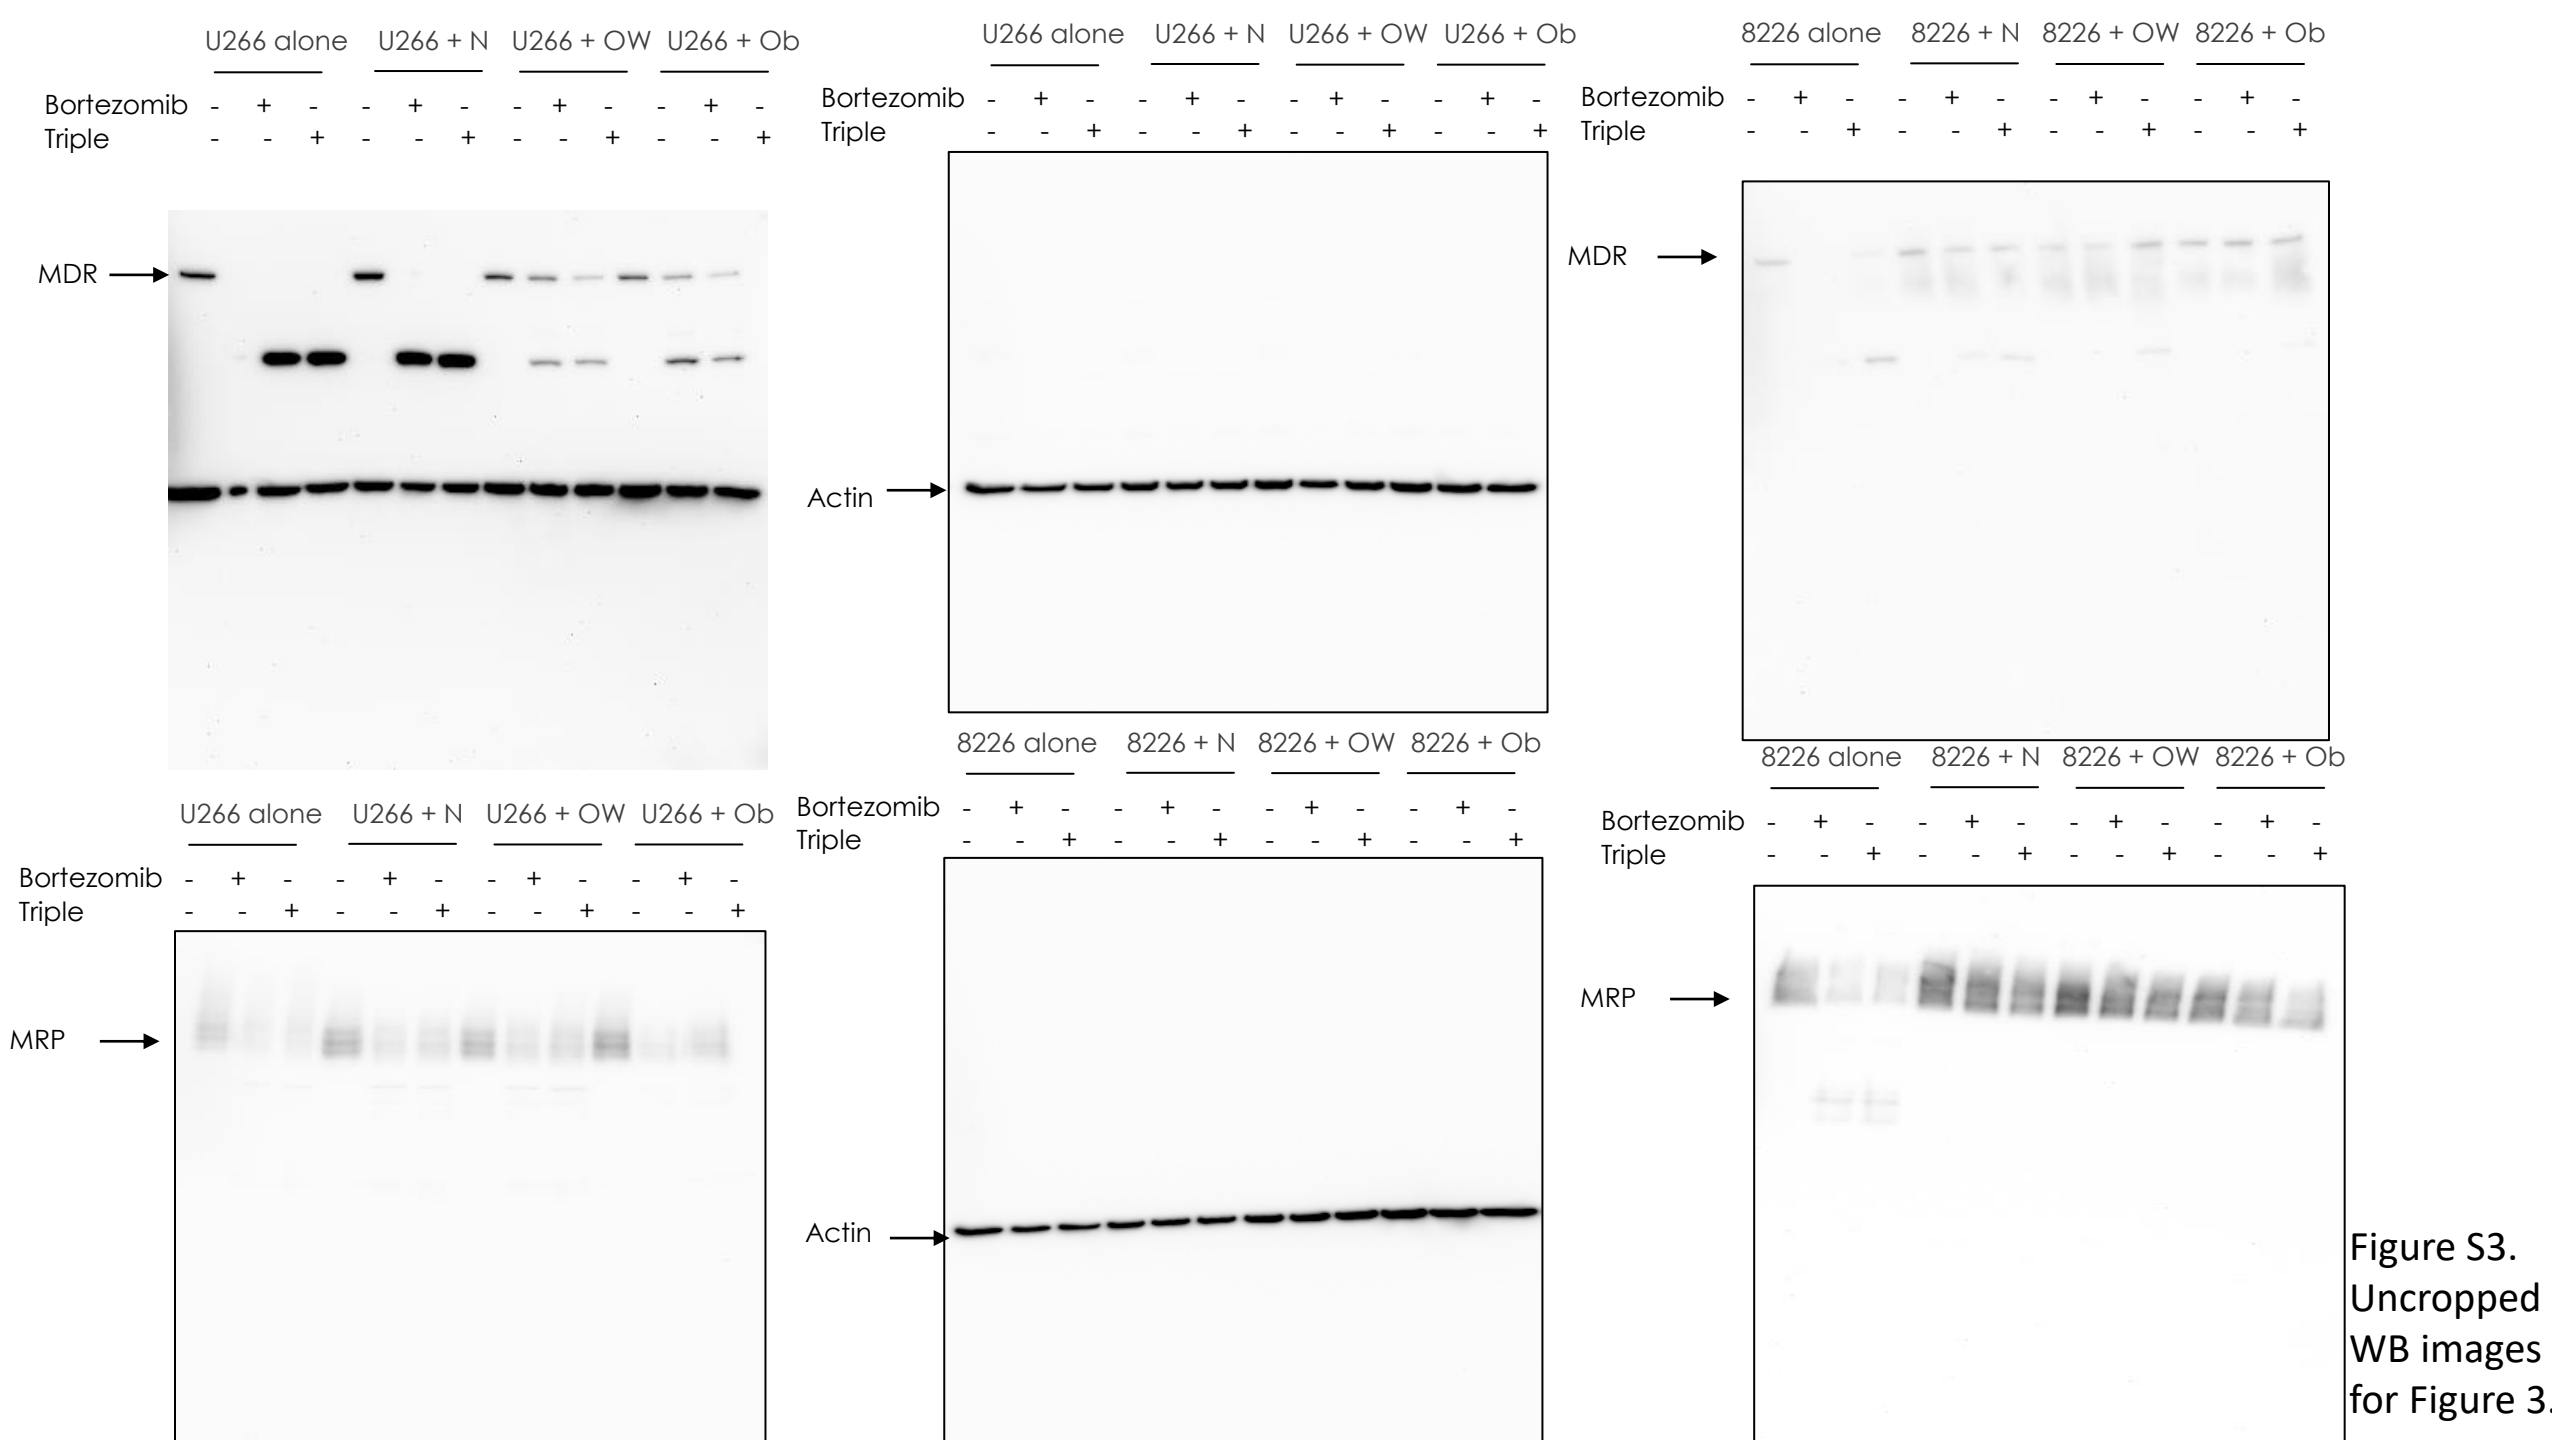 U266 alone U266 + N U266 + OW U266 + Ob
Bortezomib - + - - + - - + - - + -
Triple - - + - - + - - + - - +
MDR
U266 alone U266 + N U266 + OW U266 + Ob
Bortezomib - + - - + - - + - - + -
Triple - - + - - + - - + - - +
Actin
8226 alone 8226 + N 8226 + OW 8226 + Ob
Bortezomib - + - - + - - + - - + -
Triple - - + - - + - - + - - +
MDR
U266 alone U266 + N U266 + OW U266 + Ob
Bortezomib - + - - + - - + - - + -
Triple - - + - - + - - + - - +
MRP
8226 alone 8226 + N 8226 + OW 8226 + Ob
Bortezomib - + - - + - - + - - + -
Triple - - + - - + - - + - - +
Actin
8226 alone 8226 + N 8226 + OW 8226 + Ob
Bortezomib - + - - + - - + - - + -
Triple - - + - - + - - + - - +
MRP
Figure S3.
Uncropped
WB images
for Figure 3.